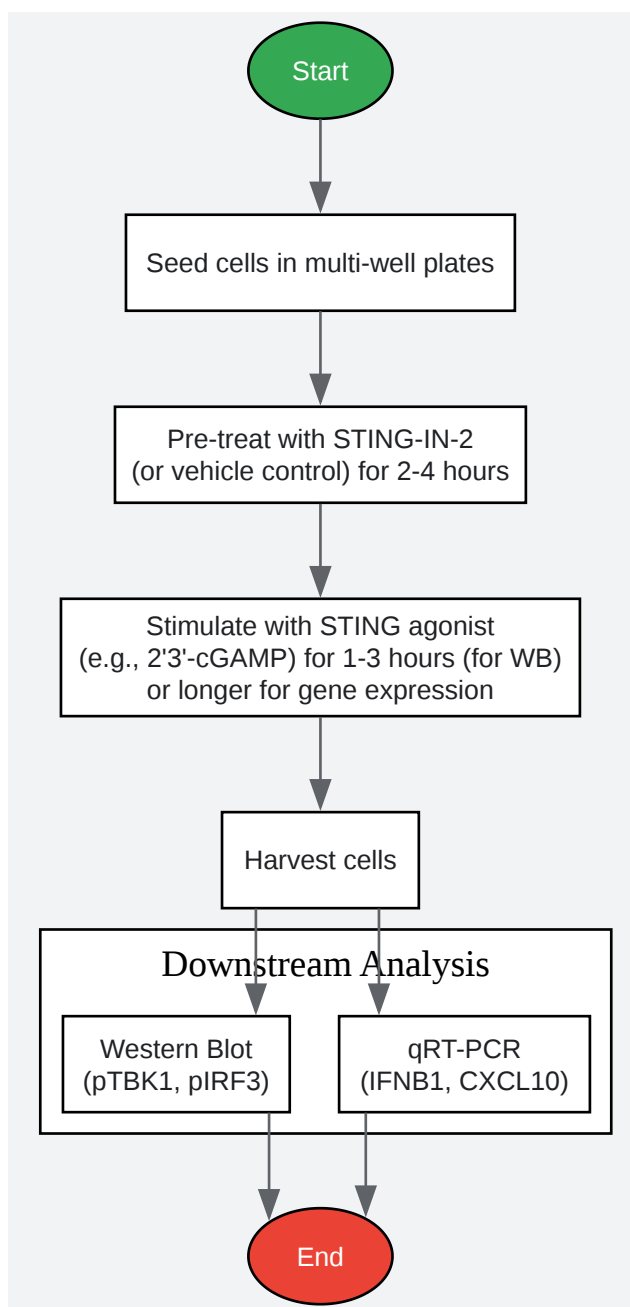 Start
Seed cells in multi-well plates
Pre-treat with STING-IN-2
(or vehicle control) for 2-4 hours
Stimulate with STING agonist
(e.g., 2'3'-cGAMP) for 1-3 hours (for WB)
or longer for gene expression
Harvest cells
Downstream Analysis
Western Blot
(pTBK1, pIRF3)
qRT-PCR
(IFNB1, CXCL10)
End